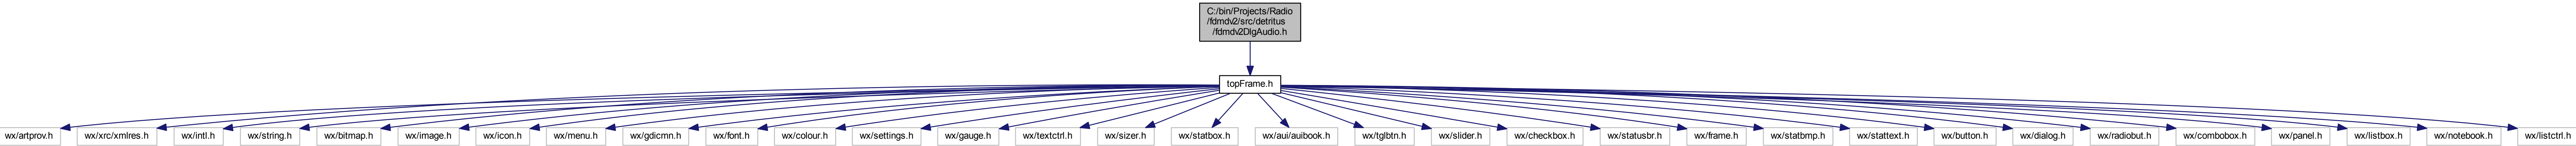 C:/bin/Projects/Radio
/fdmdv2/src/detritus
/fdmdv2DlgAudio.h
topFrame.h
wx/artprov.h
wx/xrc/xmlres.h
wx/intl.h
wx/string.h
wx/bitmap.h
wx/image.h
wx/icon.h
wx/menu.h
wx/gdicmn.h
wx/font.h
wx/colour.h
wx/settings.h
wx/gauge.h
wx/textctrl.h
wx/sizer.h
wx/statbox.h
wx/aui/auibook.h
wx/tglbtn.h
wx/slider.h
wx/checkbox.h
wx/statusbr.h
wx/frame.h
wx/statbmp.h
wx/stattext.h
wx/button.h
wx/dialog.h
wx/radiobut.h
wx/combobox.h
wx/panel.h
wx/listbox.h
wx/notebook.h
wx/listctrl.h